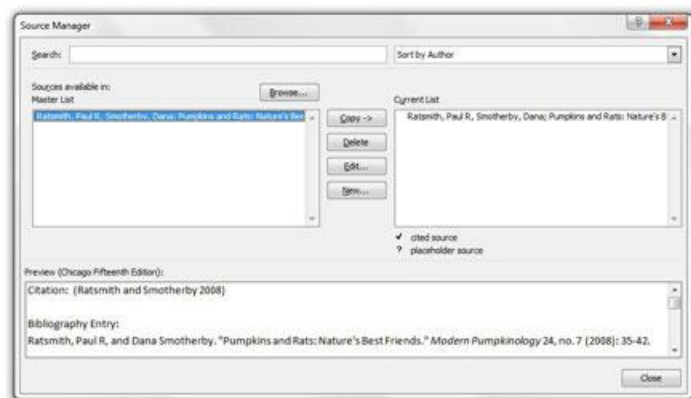 Source Manager
Search:
Sort by Author
Sources available in:
Master List
Browse...
Current List
Ratsmith, Paul R, Smotherby, Dana; Pumpkins and Rats: Nature's Bes
Copy ->
Delete
Edit...
New...
Ratsmith, Paul R, Smotherby, Dana; Pumpkins and Rats: Nature's B
✓ cited source
? placeholder source
Preview (Chicago Fifteenth Edition):
Citation: (Ratsmith and Smotherby 2008)
Bibliography Entry:
Ratsmith, Paul R, and Dana Smotherby. "Pumpkins and Rats: Nature's Best Friends." Modern Pumpkinology 24, no. 7 (2008): 35-42.
Close